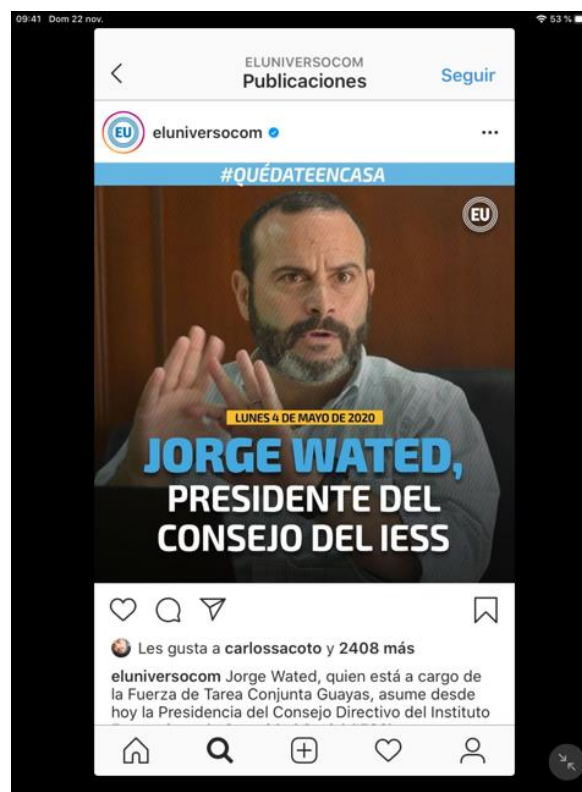 09:41 Dom 22 nov.
53 %
ELUNIVERSOCOM
Publicaciones
Seguir
EU
eluniversocom
#QUÉDATEENCASA
EU
LUNES 4 DE MAYO DE 2020
JORGE WATED,
PRESIDENTE DEL
CONSEJO DEL IESS
Les gusta a carlossacoto y 2408 más
eluniversocom Jorge Wated, quien está a cargo de
la Fuerza de Tarea Conjunta Guayas, asume desde
hoy la Presidencia del Consejo Directivo del Instituto